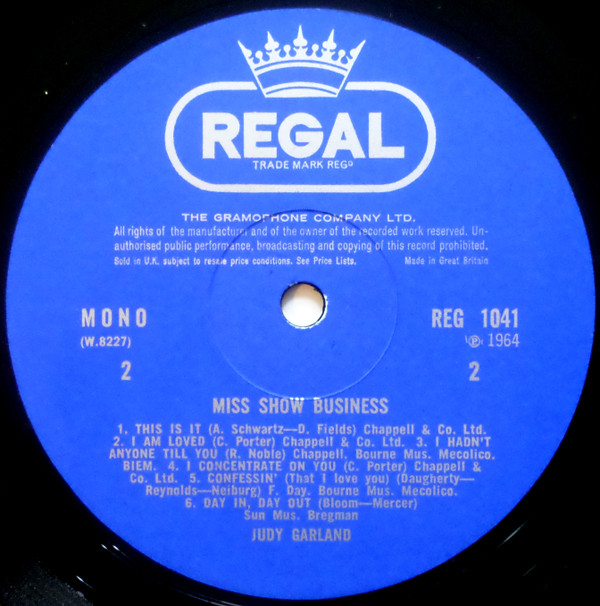 REGAL
TRADE MARK REGD
THE GRAMOPHONE COMPANY LTD.
All rights of the manufacturer and of the owner of the recorded work reserved. Un-
authorised public performance, broadcasting and copying of this record prohibited.
Sold in U.K. subject to resale price conditions. See Price Lists. Made in Great Britain
MONO REG 1041
(W.8227) ℗ 1964
2 2
MISS SHOW BUSINESS
1. THIS IS IT (A. Schwartz—D. Fields) Chappell & Co. Ltd.
2. I AM LOVED (C. Porter) Chappell & Co. Ltd. 3. I HADN'T
ANYONE TILL YOU (R. Noble) Chappell. Bourne Mus. Mecolico.
BIEM. 4. I CONCENTRATE ON YOU (C. Porter) Chappell &
Co. Ltd. 5. CONFESSIN' (That I love you) (Daugherty—
Reynolds—Neiburg) F. Day. Bourne Mus. Mecolico.
6. DAY IN, DAY OUT (Bloom—Mercer)
Sun Mus. Bregman
JUDY GARLAND